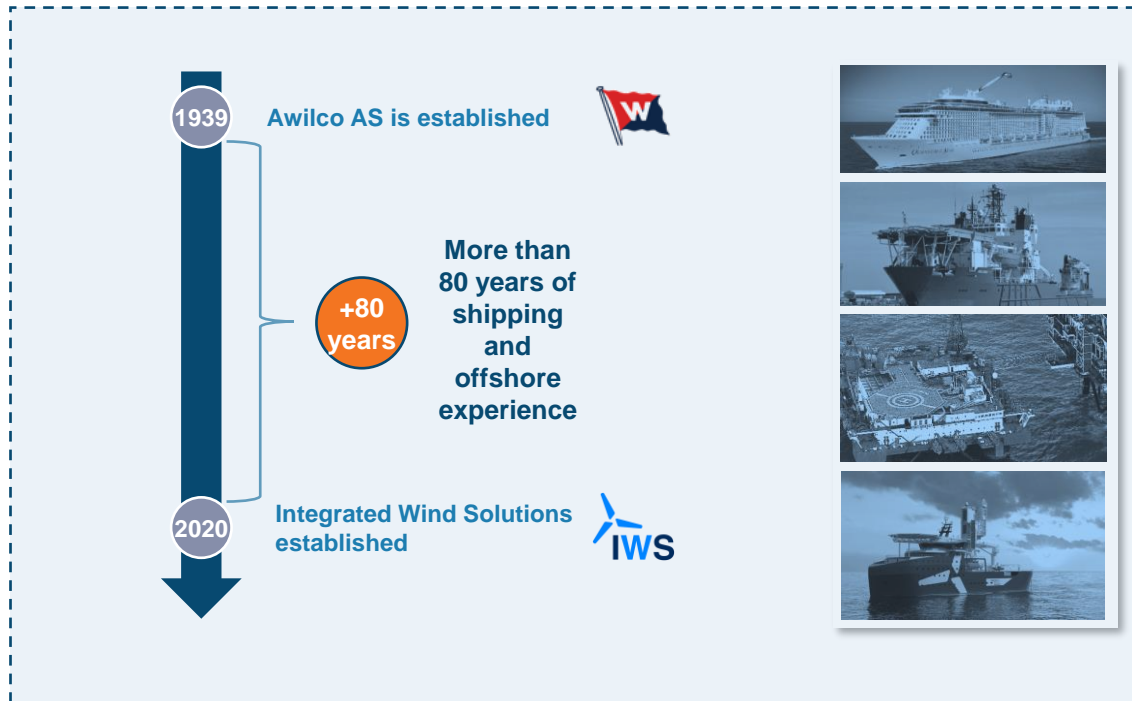 1939
Awilco AS is established
W
More than
80 years of
shipping
and
offshore
experience
+80
years
2020
Integrated Wind Solutions
established
IWS